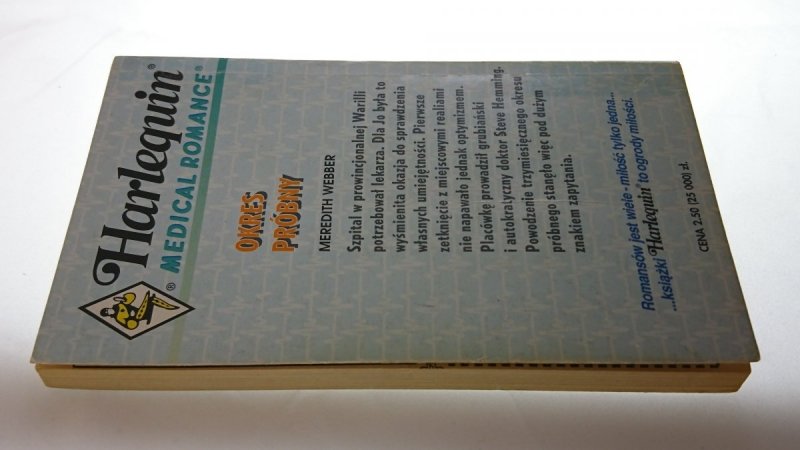 Harlequin®
® MEDICAL ROMANCE®
OKRES
PRÓBNY
MEREDITH WEBBER
Szpital w prowincjonalnej Warilli
potrzebował lekarza. Dla Jo była to
wyśmienita okazja do sprawdzenia
własnych umiejętności. Pierwsze
zetknięcie z miejscowymi realiami
nie napawało jednak optymizmem.
Placówkę prowadził grubiański
i autokratyczny doktor Steve Hemming.
Powodzenie trzymiesięcznego okresu
próbnego stanęło więc pod dużym
znakiem zapytania.
Romansów jest wiele - miłość tylko jedna...
...książki Harlequin® to ogrody miłości.
CENA 2.50 (25 000) zł.